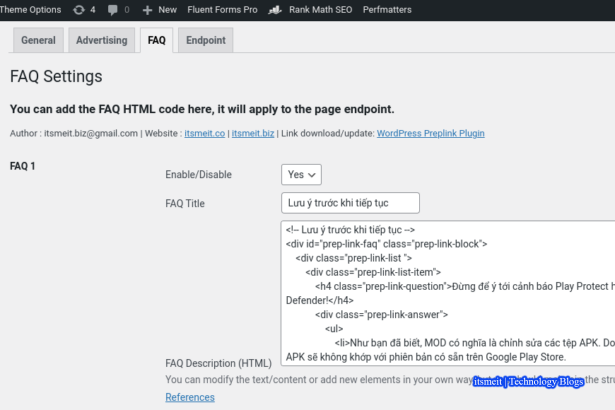 Theme Options 4 0 + New Fluent Forms Pro Rank Math SEO Perfmatters
General Advertising FAQ Endpoint
FAQ Settings
You can add the FAQ HTML code here, it will apply to the page endpoint.
Author : itsmeit.biz@gmail.com | Website : itsmeit.co | itsmeit.biz | Link download/update: WordPress Preplink Plugin
FAQ 1
Enable/Disable Yes
FAQ Title Lưu ý trước khi tiếp tục
<!-- Lưu ý trước khi tiếp tục -->
<div id="prep-link-faq" class="prep-link-block">
<div class="prep-link-list ">
<div class="prep-link-list-item">
<h4 class="prep-link-question">Đừng để ý tới cảnh báo Play Protect h
Defender!</h4>
<div class="prep-link-answer">
<ul>
<li>Như bạn đã biết, MOD có nghĩa là chỉnh sửa các tệp APK. Do
APK sẽ không khớp với phiên bản có sẵn trên Google Play Store.
FAQ Description (HTML)
You can modify the text/content or add new elements in your own way in the stru
itsmeit | Technology Blogs
References